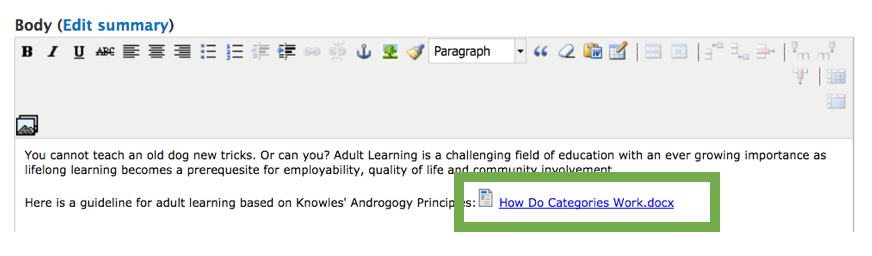 Body (Edit summary)
B I U ABC Paragraph
You cannot teach an old dog new tricks. Or can you? Adult Learning is a challenging field of education with an ever growing importance as
lifelong learning becomes a prerequesite for employability, quality of life and community involvement
Here is a guideline for adult learning based on Knowles' Androgogy Principles: How Do Categories Work.docx